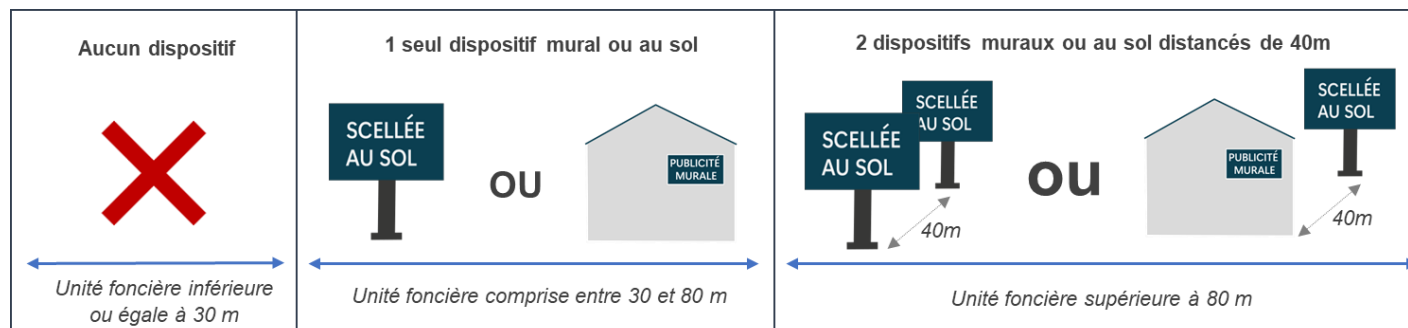 Aucun dispositif
Unité foncière inférieure
ou égale à 30 m
1 seul dispositif mural ou au sol
SCELLÉE
AU SOL
OU
PUBLICITÉ
MURALE
Unité foncière comprise entre 30 et 80 m
2 dispositifs muraux ou au sol distancés de 40m
SCELLÉE
AU SOL
SCELLÉE
AU SOL
40m
ou
PUBLICITÉ
MURALE
SCELLÉE
AU SOL
40m
Unité foncière supérieure à 80 m